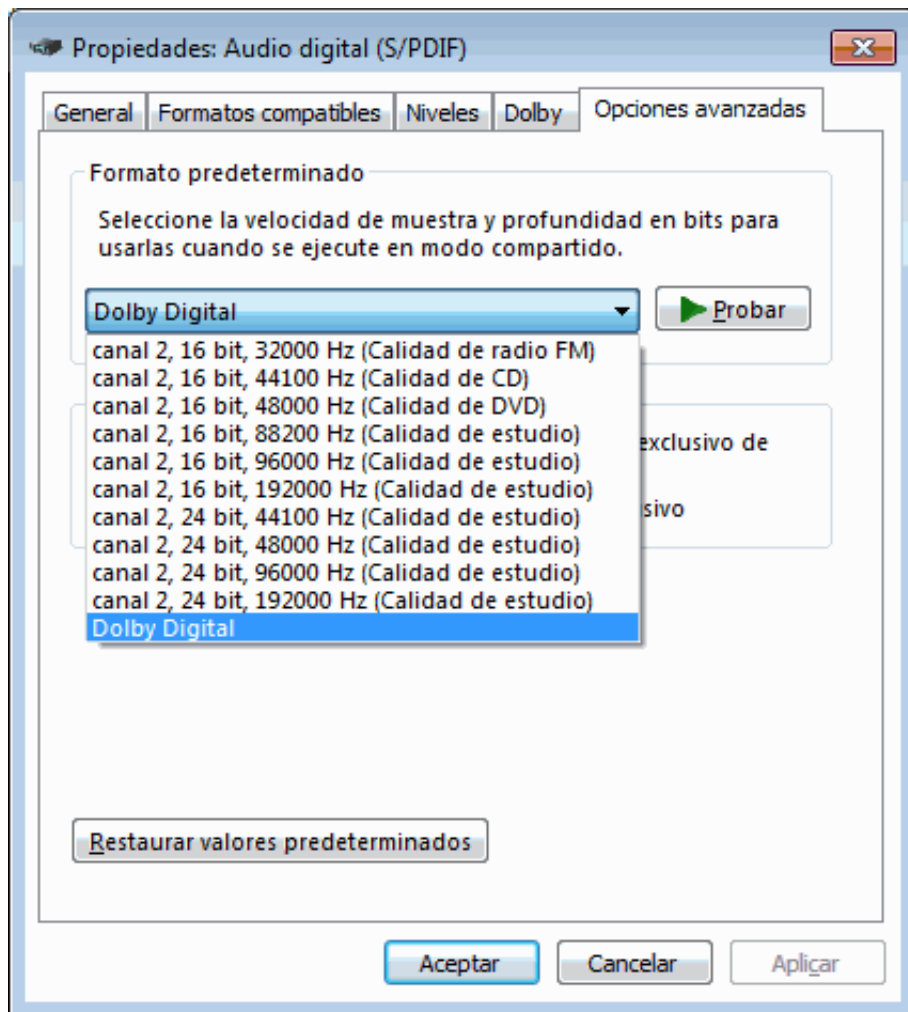 Propiedades: Audio digital (S/PDIF)
General
Formatos compatibles
Niveles
Dolby
Opciones avanzadas
Formato predeterminado
Seleccione la velocidad de muestra y profundidad en bits para
usarlas cuando se ejecute en modo compartido.
Dolby Digital
Probar
canal 2, 16 bit, 32000 Hz (Calidad de radio FM)
canal 2, 16 bit, 44100 Hz (Calidad de CD)
canal 2, 16 bit, 48000 Hz (Calidad de DVD)
canal 2, 16 bit, 88200 Hz (Calidad de estudio)
canal 2, 16 bit, 96000 Hz (Calidad de estudio)
canal 2, 16 bit, 192000 Hz (Calidad de estudio)
canal 2, 24 bit, 44100 Hz (Calidad de estudio)
canal 2, 24 bit, 48000 Hz (Calidad de estudio)
canal 2, 24 bit, 96000 Hz (Calidad de estudio)
canal 2, 24 bit, 192000 Hz (Calidad de estudio)
Dolby Digital
exclusivo de
sivo
Restaurar valores predeterminados
Aceptar
Cancelar
Aplicar